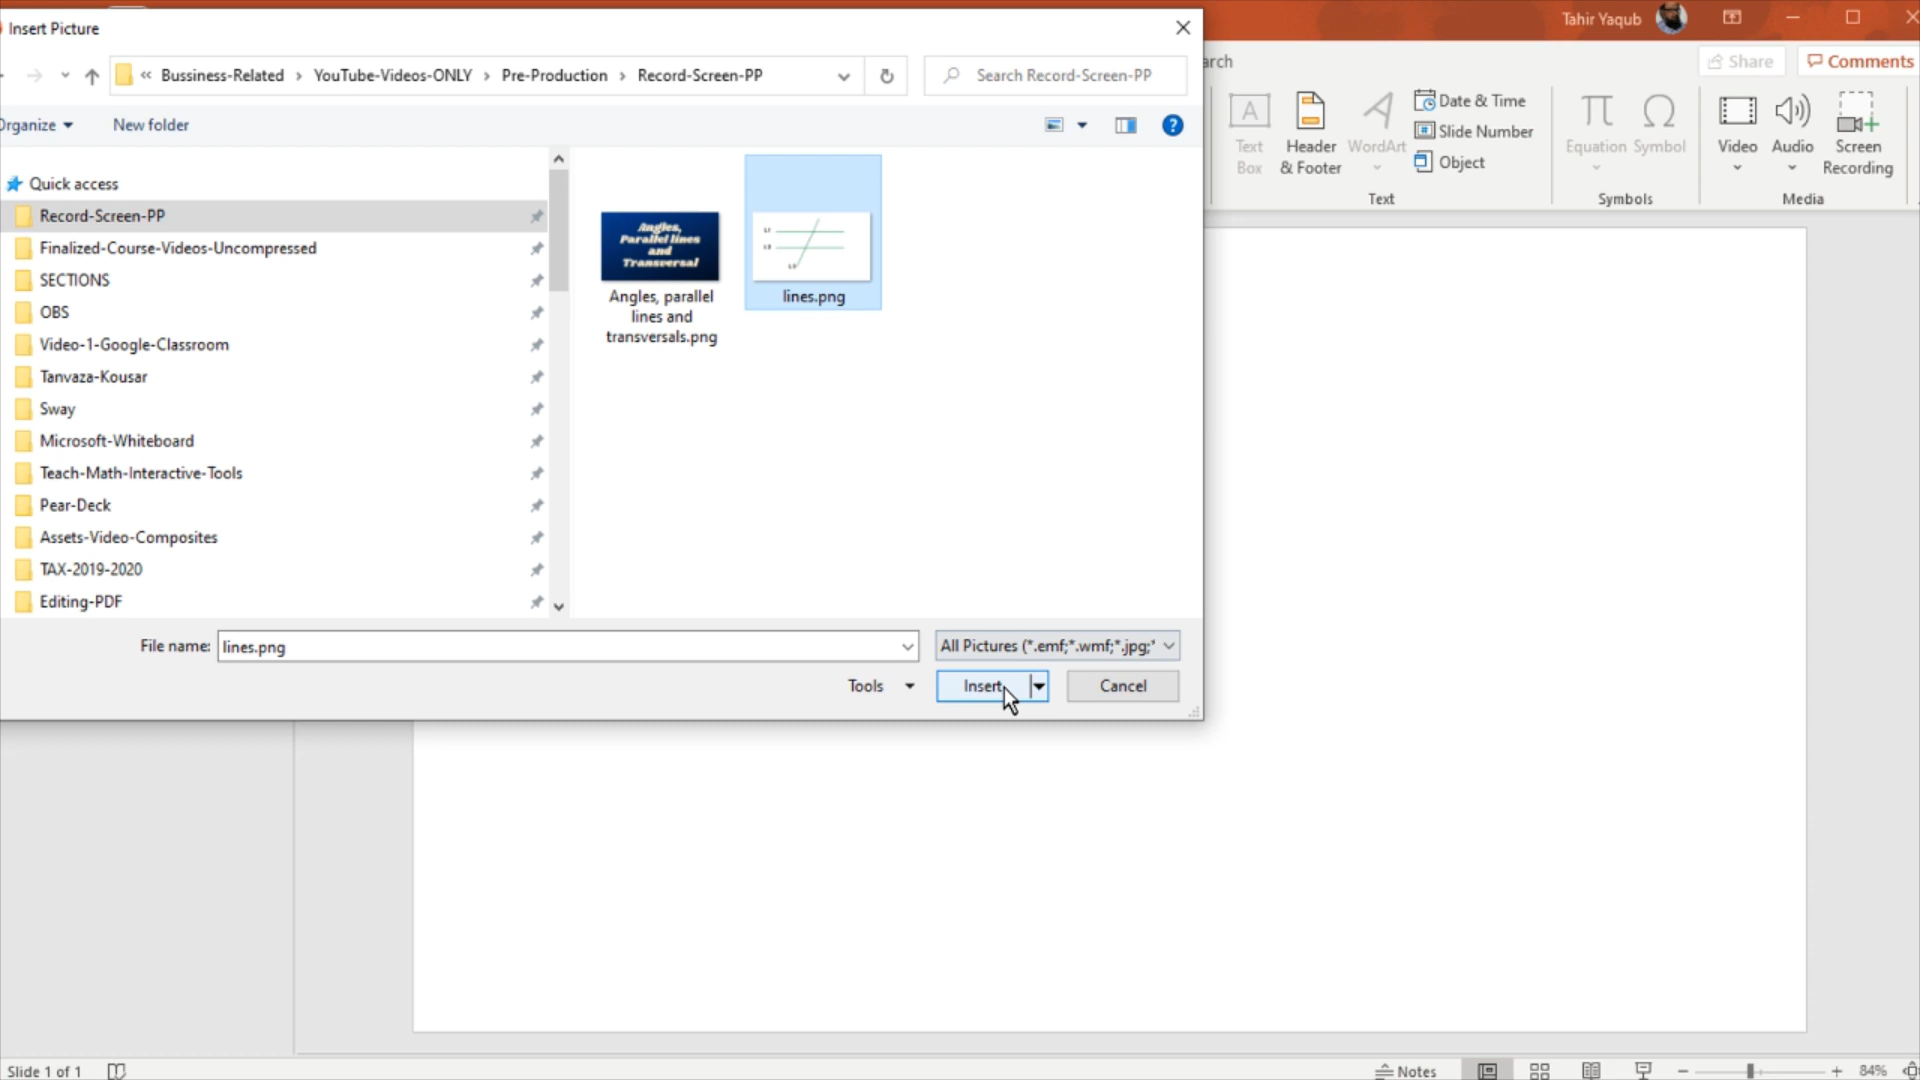 Insert Picture
Tahir Yaqub
« Bussiness-Related › YouTube-Videos-ONLY › Pre-Production › Record-Screen-PP
Search Record-Screen-PP
arch
Share
Comments
Organize
New folder
Text Box
Header & Footer
WordArt
Date & Time
Slide Number
Object
Equation
Symbol
Video
Audio
Screen Recording
Text
Symbols
Media
Quick access
Record-Screen-PP
Finalized-Course-Videos-Uncompressed
SECTIONS
OBS
Video-1-Google-Classroom
Tanvaza-Kousar
Sway
Microsoft-Whiteboard
Teach-Math-Interactive-Tools
Pear-Deck
Assets-Video-Composites
TAX-2019-2020
Editing-PDF
Angles,
Parallel lines
and
Transversal
Angles, parallel
lines and
transversals.png
lines.png
File name: lines.png
All Pictures (*.emf;*.wmf;*.jpg;*
Tools
Insert
Cancel
Slide 1 of 1
Notes
84%